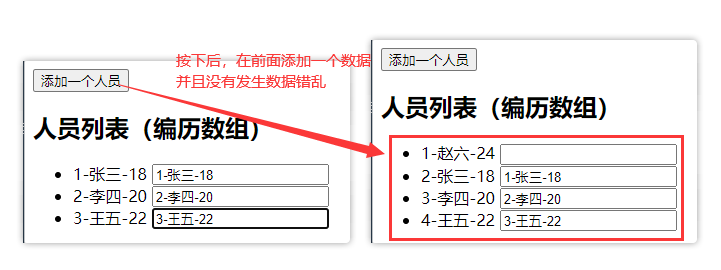 添加一个人员
人员列表（编历数组）
1-张三-18 1-张三-18
2-李四-20 2-李四-20
3-王五-22 3-王五-22
按下后，在前面添加一个数据
并且没有发生数据错乱
添加一个人员
人员列表（编历数组）
1-赵六-24
2-张三-18 1-张三-18
3-李四-20 2-李四-20
4-王五-22 3-王五-22